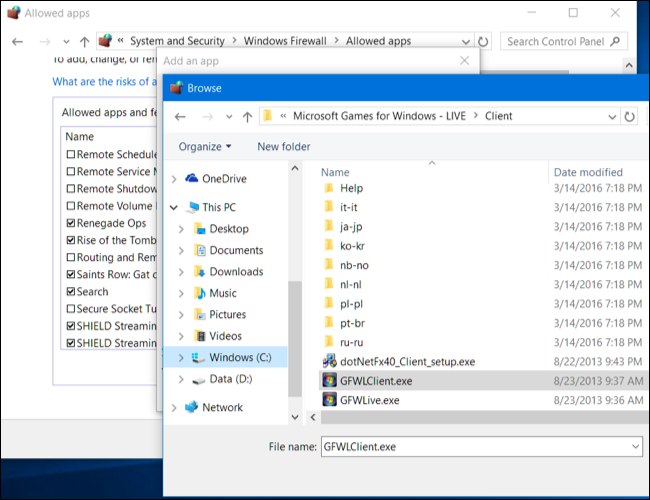 Allowed apps
« System and Security > Windows Firewall > Allowed apps
Search Control Panel
To add, change, or rem
What are the risks of a
Allowed apps and fe
Name
Remote Schedule
Remote Service M
Remote Shutdow
Remote Volume
Renegade Ops
Rise of the Tomb
Routing and Rem
Saints Row: Gat o
Search
Secure Socket Tu
SHIELD Streamin
SHIELD Streamin
Add an app
Browse
« Microsoft Games for Windows - LIVE > Client
Organize
New folder
OneDrive
This PC
Desktop
Documents
Downloads
Music
Pictures
Videos
Windows (C:)
Data (D:)
Network
Name Date modified
Help 3/14/2016 7:18 PM
it-it 3/14/2016 7:18 PM
ja-jp 3/14/2016 7:18 PM
ko-kr 3/14/2016 7:18 PM
nb-no 3/14/2016 7:18 PM
nl-nl 3/14/2016 7:18 PM
pl-pl 3/14/2016 7:18 PM
pt-br 3/14/2016 7:18 PM
ru-ru 3/14/2016 7:18 PM
dotNetFx40_Client_setup.exe 8/22/2013 9:43 PM
GFWLClient.exe 8/23/2013 9:37 AM
GFWLive.exe 8/23/2013 9:36 AM
File name: GFWLClient.exe